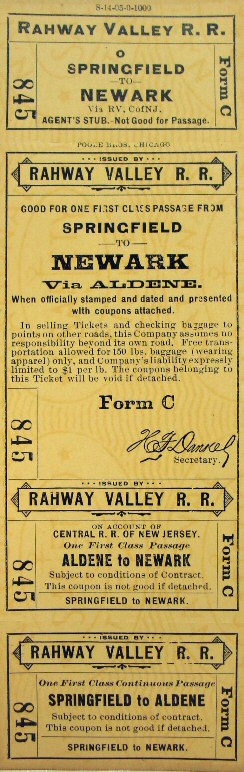 8-14-05-0-1000
RAHWAY VALLEY R. R.
O
SPRINGFIELD
—TO—
NEWARK
Via RV, CofNJ.
AGENT'S STUB.-Not Good for Passage.
845
Form C
POOLE BROS. CHICAGO
ISSUED BY
RAHWAY VALLEY R. R.
GOOD FOR ONE FIRST CLASS PASSAGE FROM
SPRINGFIELD
—TO—
NEWARK
Via ALDENE.
When officially stamped and dated and presented
with coupons attached.
In selling Tickets and checking baggage to
points on other roads, this Company assumes no
responsibility beyond its own road. Free trans-
portation allowed for 150 lbs. baggage (wearing
apparel) only, and Company's liability expressly
limited to $1 per lb. The coupons belonging to
this Ticket will be void if detached.
Form C
845
Secretary.
ISSUED BY
RAHWAY VALLEY R. R.
ON ACCOUNT OF
CENTRAL R. R. OF NEW JERSEY.
One First Class Passage
ALDENE to NEWARK
Subject to conditions of Contract.
This coupon is not good if detached.
SPRINGFIELD to NEWARK.
845
Form C
ISSUED BY
RAHWAY VALLEY R. R.
One First Class Continuous Passage
SPRINGFIELD to ALDENE
Subject to conditions of contract.
This coupon is not good if detached.
SPRINGFIELD to NEWARK.
845
Form C